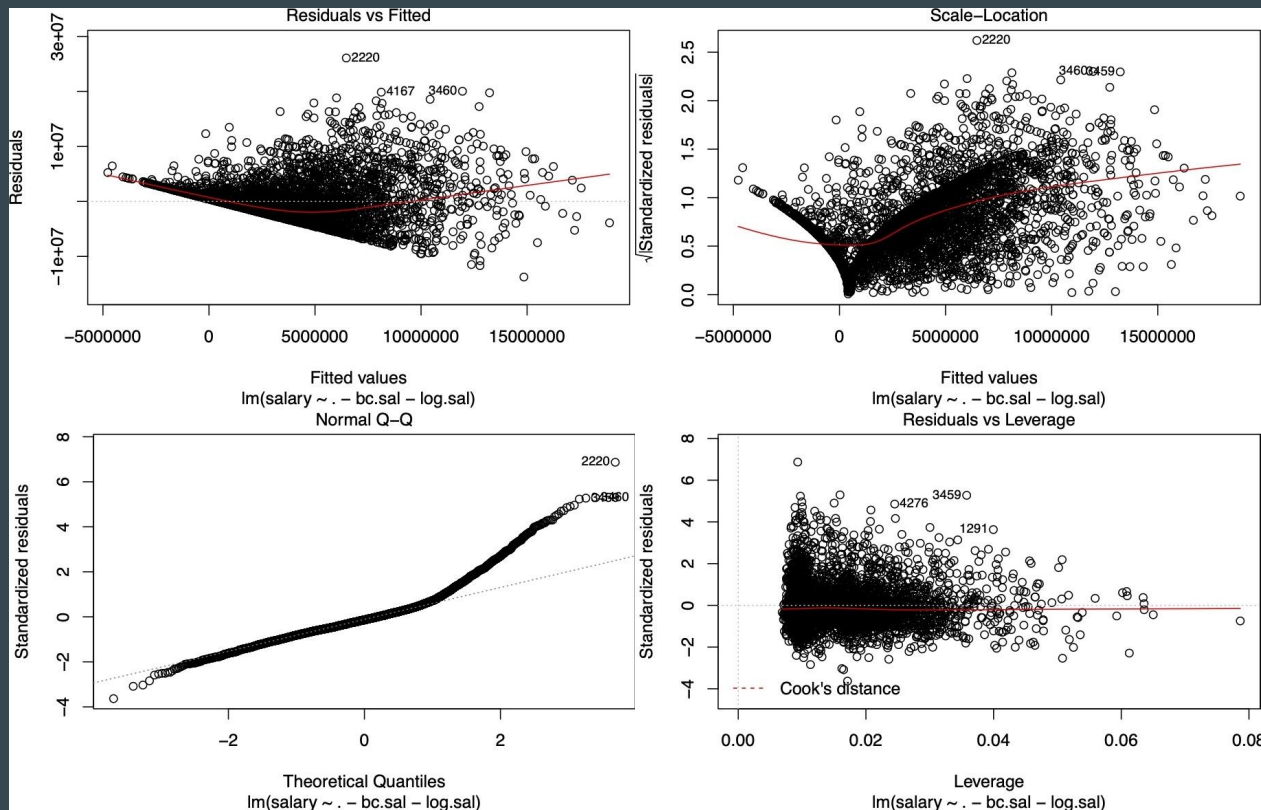 Residuals vs Fitted
3e+07
1e+07
−1e+07
Residuals
2220
4167
3460
−5000000 0 5000000 10000000 15000000
Fitted values
lm(salary ~ . − bc.sal − log.sal)
Scale−Location
2.5
2.0
1.5
1.0
0.5
0.0
√|Standardized residuals|
2220
3460
3459
−5000000 0 5000000 10000000 15000000
Fitted values
lm(salary ~ . − bc.sal − log.sal)
Normal Q−Q
8
6
4
2
0
−2
−4
Standardized residuals
2220
3460
−2 0 2
Theoretical Quantiles
lm(salary ~ . − bc.sal − log.sal)
Residuals vs Leverage
8
6
4
2
0
−2
−4
Standardized residuals
4276
3459
1291
Cook's distance
0.00 0.02 0.04 0.06 0.08
Leverage
lm(salary ~ . − bc.sal − log.sal)